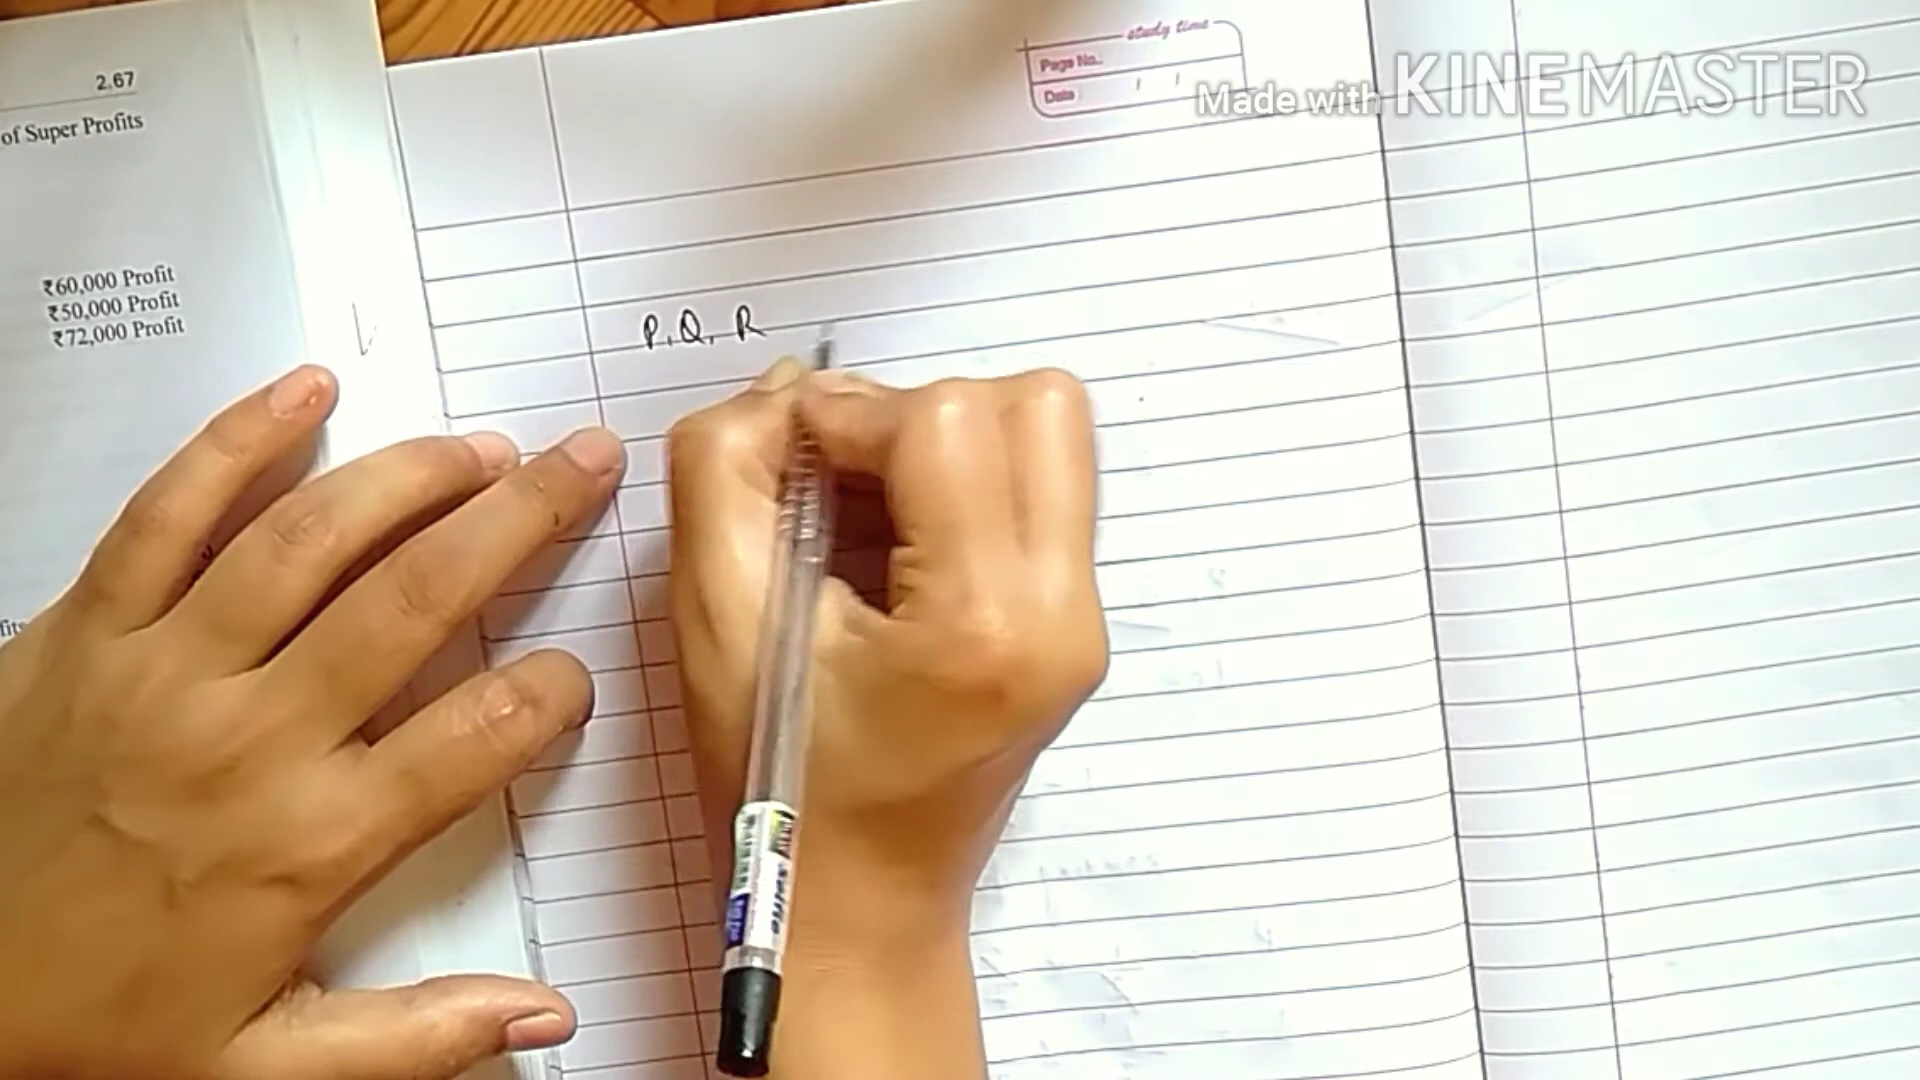 2.67
of Super Profits
₹60,000 Profit
₹50,000 Profit
₹72,000 Profit
fits
study time
Page No.
Date
Made with KINEMASTER
P, Q, R